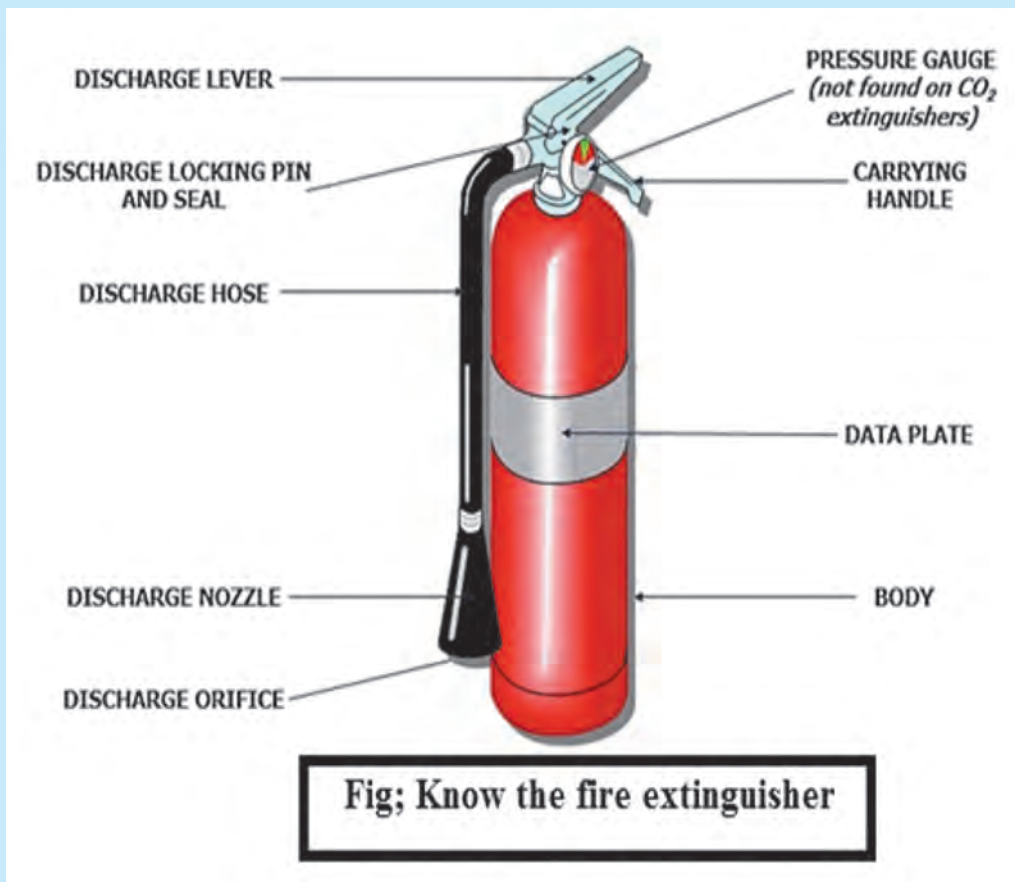 DISCHARGE LEVER
PRESSURE GAUGE
(not found on CO₂
extinguishers)
DISCHARGE LOCKING PIN
AND SEAL
CARRYING
HANDLE
DISCHARGE HOSE
DATA PLATE
DISCHARGE NOZZLE
BODY
DISCHARGE ORIFICE
Fig; Know the fire extinguisher